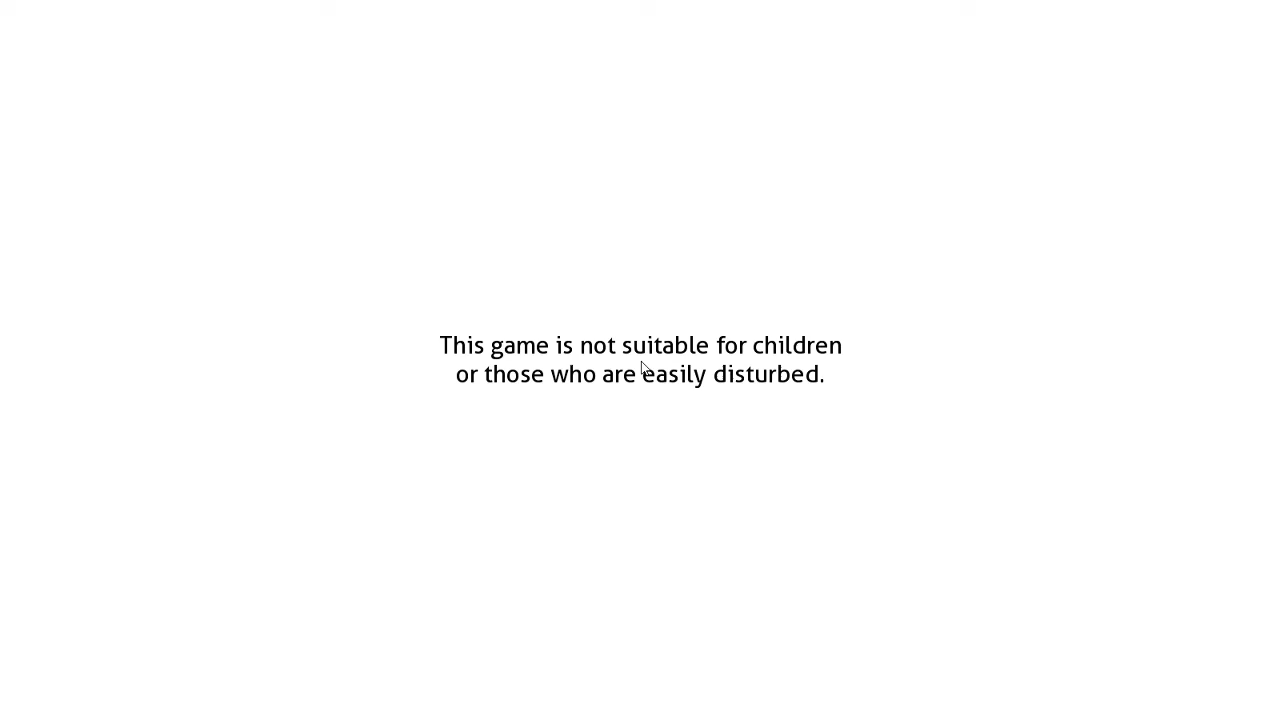 This game is not suitable for children
or those who are easily disturbed.